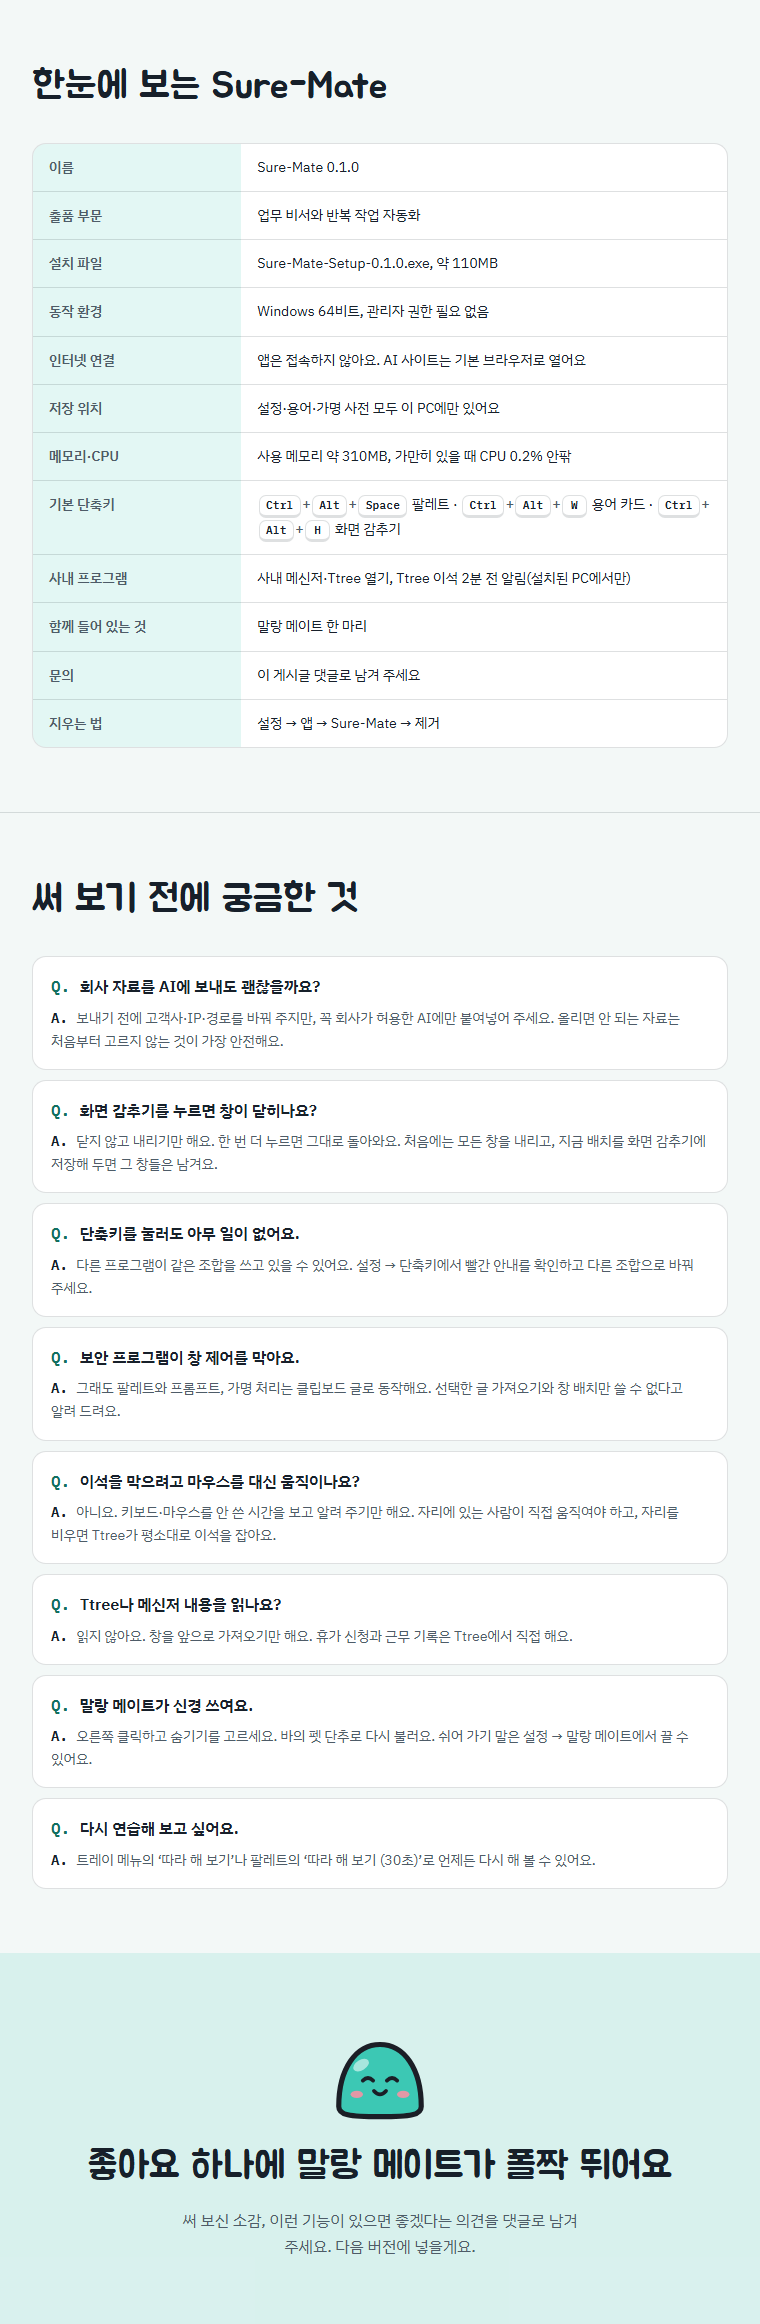 한눈에 보는 Sure-Mate
이름
Sure-Mate 0.1.0
출품 부문
업무 비서와 반복 작업 자동화
설치 파일
Sure-Mate-Setup-0.1.0.exe, 약 110MB
동작 환경
Windows 64비트, 관리자 권한 필요 없음
인터넷 연결
앱은 접속하지 않아요. AI 사이트는 기본 브라우저로 열어요
저장 위치
설정·용어·가명 사전 모두 이 PC에만 있어요
메모리·CPU
사용 메모리 약 310MB, 가만히 있을 때 CPU 0.2% 안팎
기본 단축키
Ctrl + Alt + Space 팔레트 · Ctrl + Alt + W 용어 카드 · Ctrl +
Alt + H 화면 감추기
사내 프로그램
사내 메신저·Ttree 열기, Ttree 이석 2분 전 알림(설치된 PC에서만)
함께 들어 있는 것
말랑 메이트 한 마리
문의
이 게시글 댓글로 남겨 주세요
지우는 법
설정 → 앱 → Sure-Mate → 제거
써 보기 전에 궁금한 것
Q. 회사 자료를 AI에 보내도 괜찮을까요?
A. 보내기 전에 고객사·IP·경로를 바꿔 주지만, 꼭 회사가 허용한 AI에만 붙여넣어 주세요. 올리면 안 되는 자료는
처음부터 고르지 않는 것이 가장 안전해요.
Q. 화면 감추기를 누르면 창이 닫히나요?
A. 닫지 않고 내리기만 해요. 한 번 더 누르면 그대로 돌아와요. 처음에는 모든 창을 내리고, 지금 배치를 화면 감추기에
저장해 두면 그 창들은 남겨요.
Q. 단축키를 눌러도 아무 일이 없어요.
A. 다른 프로그램이 같은 조합을 쓰고 있을 수 있어요. 설정 → 단축키에서 빨간 안내를 확인하고 다른 조합으로 바꿔
주세요.
Q. 보안 프로그램이 창 제어를 막아요.
A. 그래도 팔레트와 프롬프트, 가명 처리는 클립보드 글로 동작해요. 선택한 글 가져오기와 창 배치만 쓸 수 없다고
알려 드려요.
Q. 이석을 막으려고 마우스를 대신 움직이나요?
A. 아니요. 키보드·마우스를 안 쓴 시간을 보고 알려 주기만 해요. 자리에 있는 사람이 직접 움직여야 하고, 자리를
비우면 Ttree가 평소대로 이석을 잡아요.
Q. Ttree나 메신저 내용을 읽나요?
A. 읽지 않아요. 창을 앞으로 가져오기만 해요. 휴가 신청과 근무 기록은 Ttree에서 직접 해요.
Q. 말랑 메이트가 신경 쓰여요.
A. 오른쪽 클릭하고 숨기기를 고르세요. 바의 펫 단추로 다시 불러요. 쉬어 가기 말은 설정 → 말랑 메이트에서 끌 수
있어요.
Q. 다시 연습해 보고 싶어요.
A. 트레이 메뉴의 ‘따라 해 보기’나 팔레트의 ‘따라 해 보기 (30초)’로 언제든 다시 해 볼 수 있어요.
좋아요 하나에 말랑 메이트가 폴짝 뛰어요
써 보신 소감, 이런 기능이 있으면 좋겠다는 의견을 댓글로 남겨
주세요. 다음 버전에 넣을게요.